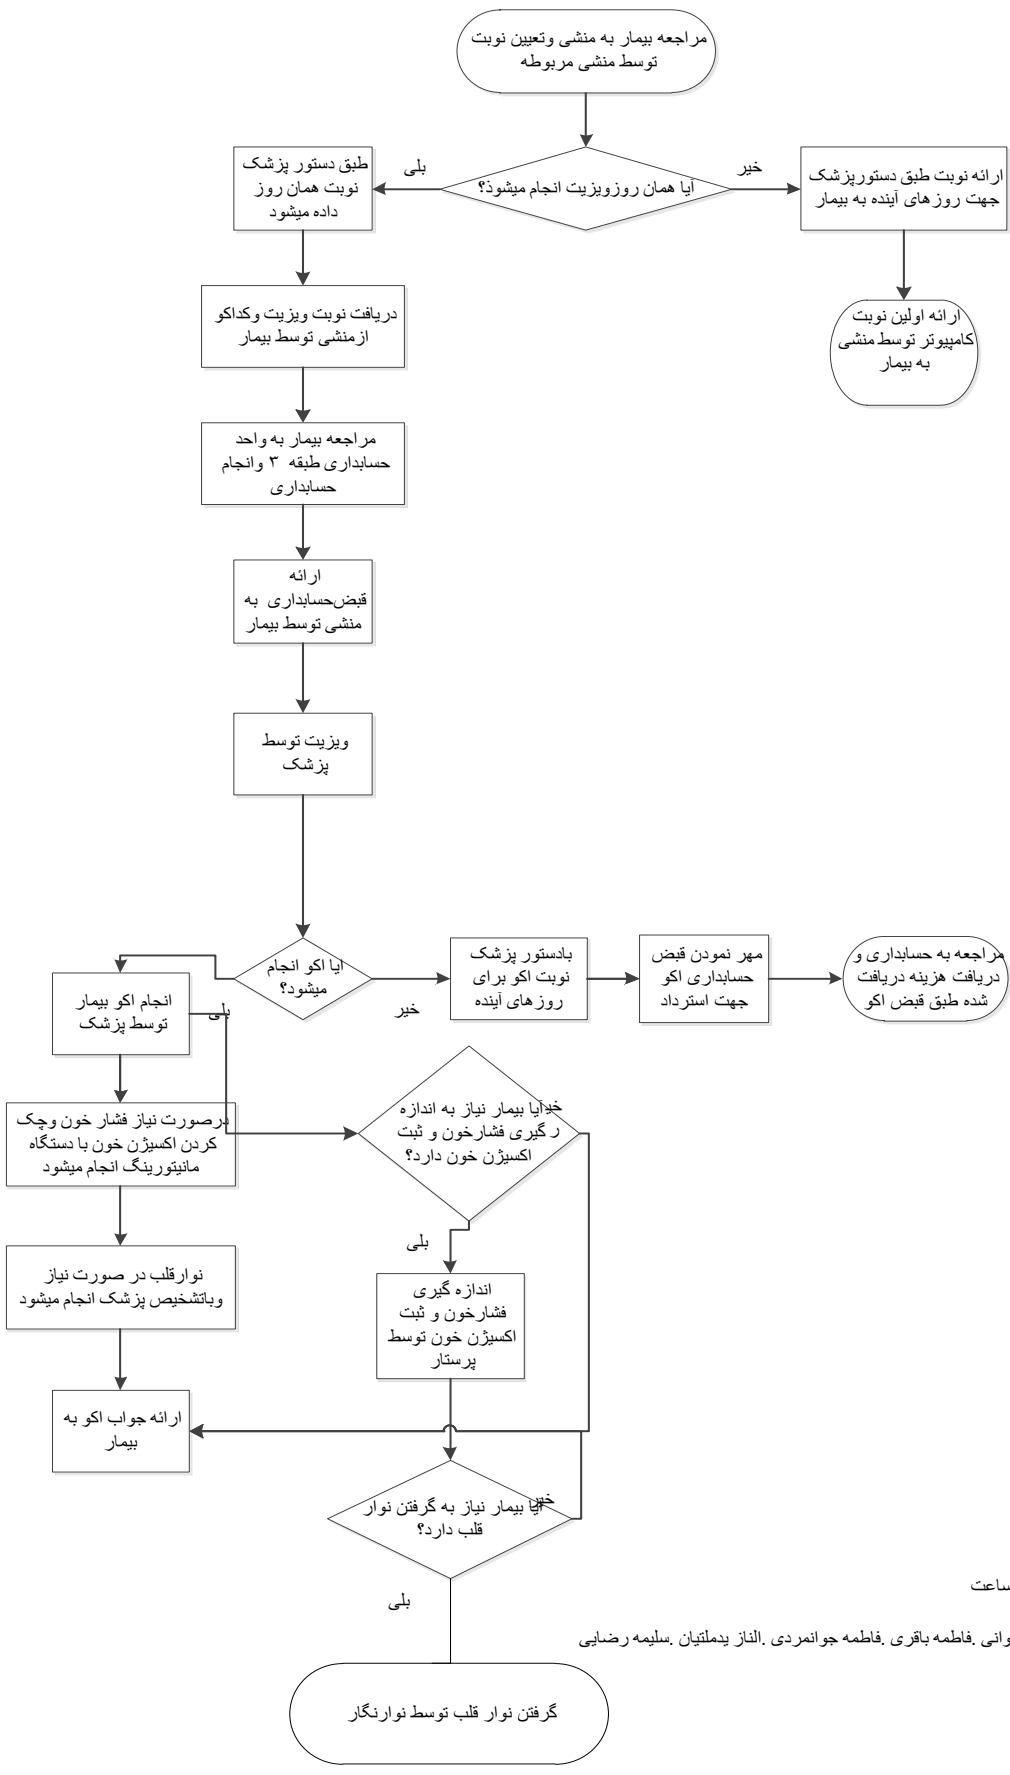 مراجعه بیمار به منشی وتعیین نوبت
توسط منشی مربوطه
آیا همان روزویزیت انجام میشوذ؟
خیر
بلی
ارائه نوبت طبق دستورپزشک
جهت روزهای آینده به بیمار
ارائه اولین نوبت
کامپیوتر توسط منشی
به بیمار
طبق دستور پزشک
نوبت همان روز
داده میشود
دریافت نوبت ویزیت وکداکو
ازمنشی توسط بیمار
مراجعه بیمار به واحد
حسابداری طبقه ۳ وانجام
حسابداری
ارائه
قبض‌حسابداری به
منشی توسط بیمار
ویزیت توسط
پزشک
ایا اکو انجام
میشود؟
خیر
بلی
بادستور پزشک
نوبت اکو برای
روزهای آینده
مهر نمودن قبض
حسابداری اکو
جهت استرداد
مراجعه به حسابداری و
دریافت هزینه دریافت
شده طبق قبض اکو
انجام اکو بیمار
توسط پزشک
درصورت نیاز فشار خون وچک
کردن اکسیژن خون با دستگاه
مانیتورینگ انجام میشود
نوارقلب در صورت نیاز
وباتشخیص پزشک انجام میشود
ارائه جواب اکو به
بیمار
آیا بیمار نیاز به اندازه
گیری فشارخون و ثبت
اکسیژن خون دارد؟
خیر
بلی
اندازه گیری
فشارخون و ثبت
اکسیژن خون توسط
پرستار
آیا بیمار نیاز به گرفتن نوار
قلب دارد؟
خیر
بلی
گرفتن نوار قلب توسط نوارنگار
ساعت
وانی .فاطمه باقری .فاطمه جوانمردی .الناز یدملتیان .سلیمه رضایی